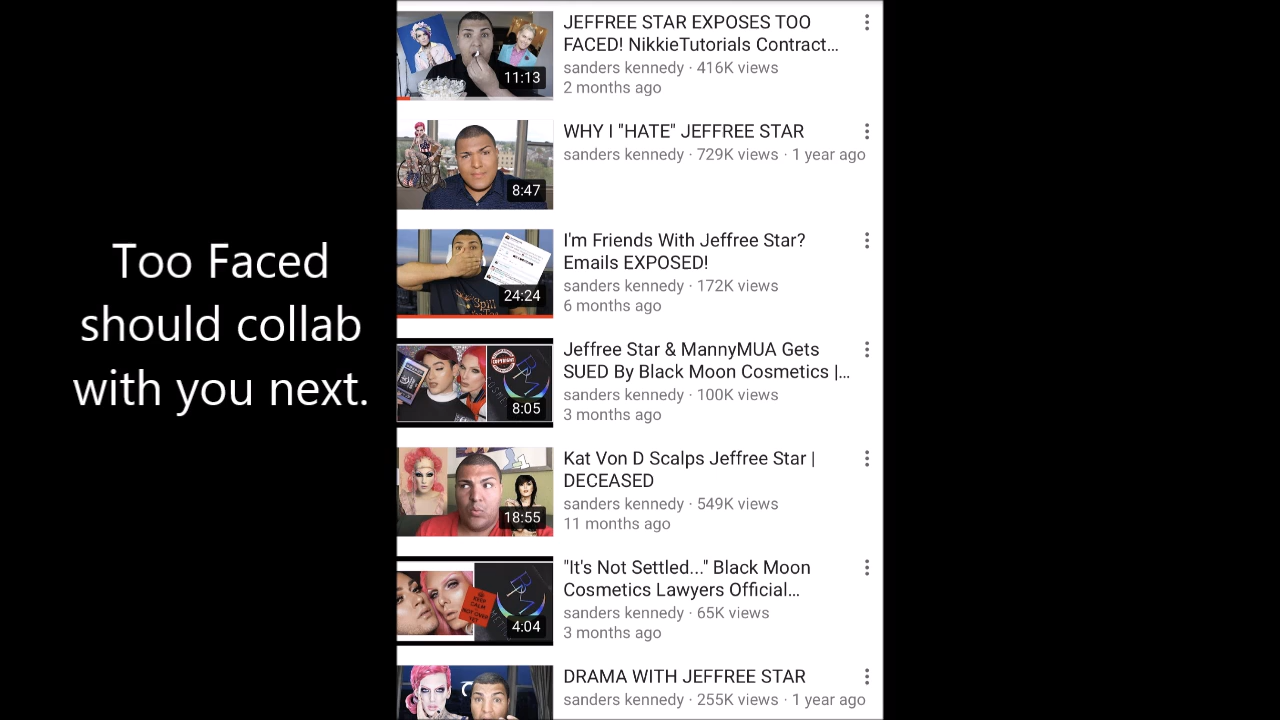 Too Faced
should collab
with you next.
JEFFREE STAR EXPOSES TOO
FACED! NikkieTutorials Contract...
sanders kennedy · 416K views
2 months ago
11:13
WHY I "HATE" JEFFREE STAR
sanders kennedy · 729K views · 1 year ago
8:47
I'm Friends With Jeffree Star?
Emails EXPOSED!
sanders kennedy · 172K views
6 months ago
24:24
Jeffree Star & MannyMUA Gets
SUED By Black Moon Cosmetics |...
sanders kennedy · 100K views
3 months ago
8:05
Kat Von D Scalps Jeffree Star |
DECEASED
sanders kennedy · 549K views
11 months ago
18:55
"It's Not Settled..." Black Moon
Cosmetics Lawyers Official...
sanders kennedy · 65K views
3 months ago
KEEP
CALM
NOT OVER
4:04
DRAMA WITH JEFFREE STAR
sanders kennedy · 255K views · 1 year ago